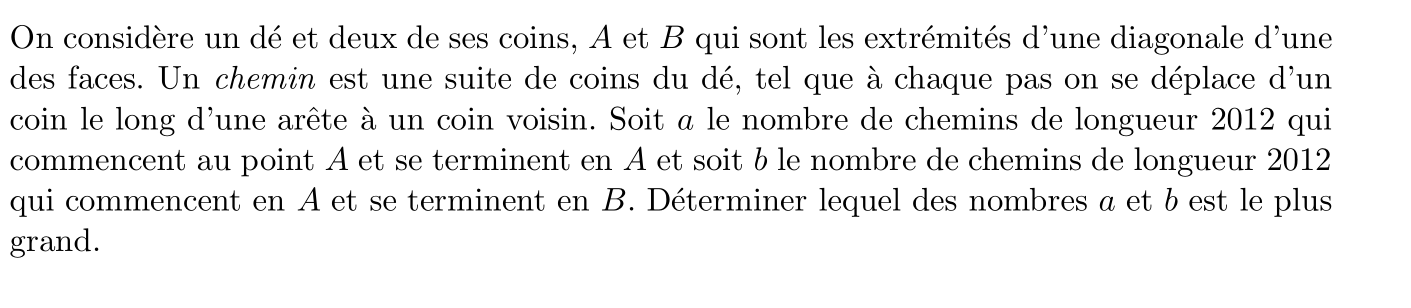 On considère un dé et deux de ses coins, A et B qui sont les extrémités d'une diagonale d'une
des faces. Un chemin est une suite de coins du dé, tel que à chaque pas on se déplace d'un
coin le long d'une arête à un coin voisin. Soit a le nombre de chemins de longueur 2012 qui
commencent au point A et se terminent en A et soit b le nombre de chemins de longueur 2012
qui commencent en A et se terminent en B. Déterminer lequel des nombres a et b est le plus
grand.